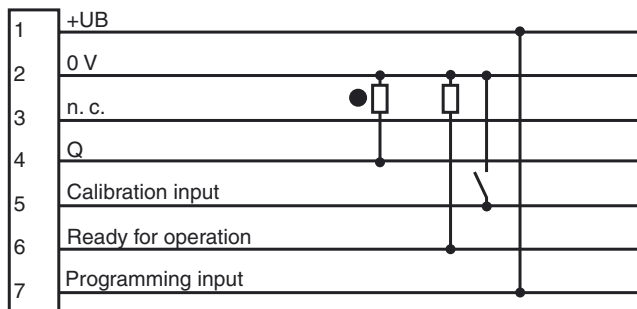 1 +UB
2 0 V
3 n. c.
4 Q
5 Calibration input
6 Ready for operation
7 Programming input